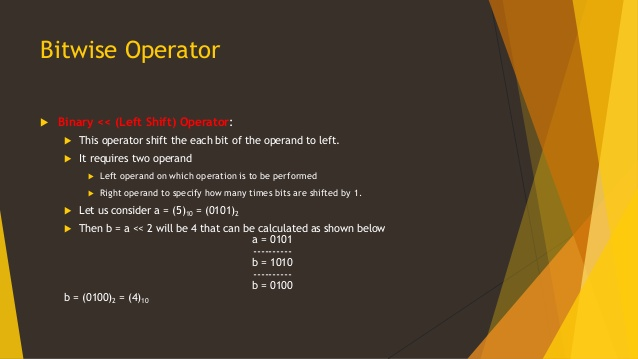 Bitwise Operator
Binary << (Left Shift) Operator:
This operator shift the each bit of the operand to left.
It requires two operand
Left operand on which operation is to be performed
Right operand to specify how many times bits are shifted by 1.
Let us consider a = (5)₁₀ = (0101)₂
Then b = a << 2 will be 4 that can be calculated as shown below
a = 0101
----------
b = 1010
----------
b = 0100
b = (0100)₂ = (4)₁₀